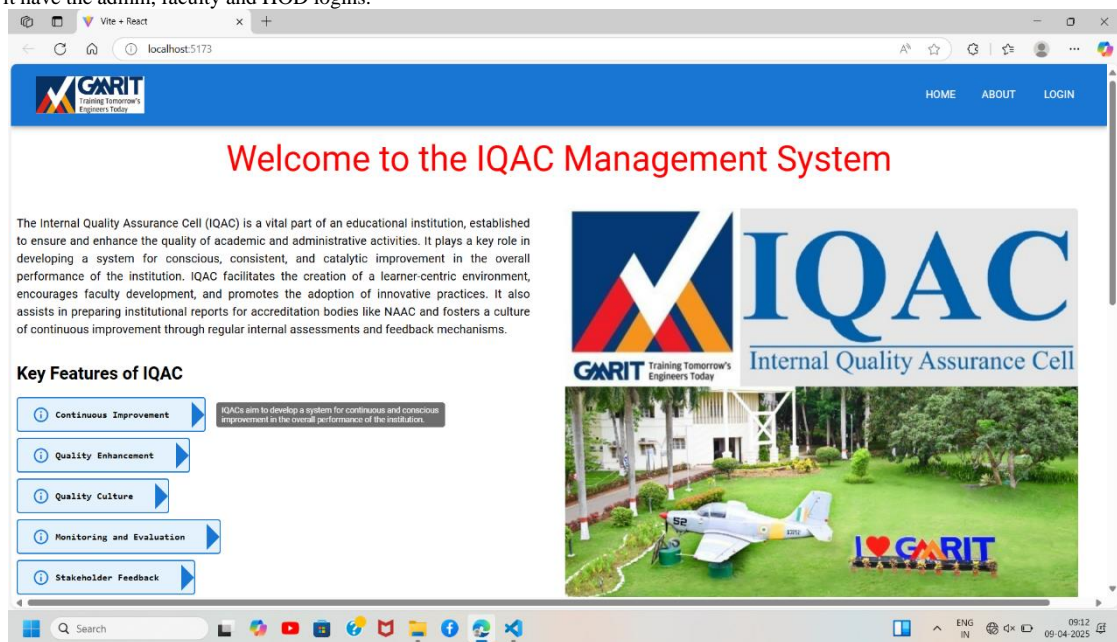 it have the admin, faculty and HOD logins.
Vite + React
localhost:5173
GMRIT
Training Tomorrow's
Engineers Today
HOME ABOUT LOGIN
Welcome to the IQAC Management System
The Internal Quality Assurance Cell (IQAC) is a vital part of an educational institution, established
to ensure and enhance the quality of academic and administrative activities. It plays a key role in
developing a system for conscious, consistent, and catalytic improvement in the overall
performance of the institution. IQAC facilitates the creation of a learner-centric environment,
encourages faculty development, and promotes the adoption of innovative practices. It also
assists in preparing institutional reports for accreditation bodies like NAAC and fosters a culture
of continuous improvement through regular internal assessments and feedback mechanisms.
Key Features of IQAC
Continuous Improvement
IQACs aim to develop a system for continuous and conscious
improvement in the overall performance of the institution.
Quality Enhancement
Quality Culture
Monitoring and Evaluation
Stakeholder Feedback
IQAC
Internal Quality Assurance Cell
GMRIT Training Tomorrow's
Engineers Today
52
I GMRIT
Search
ENG
IN
09:12
09-04-2025